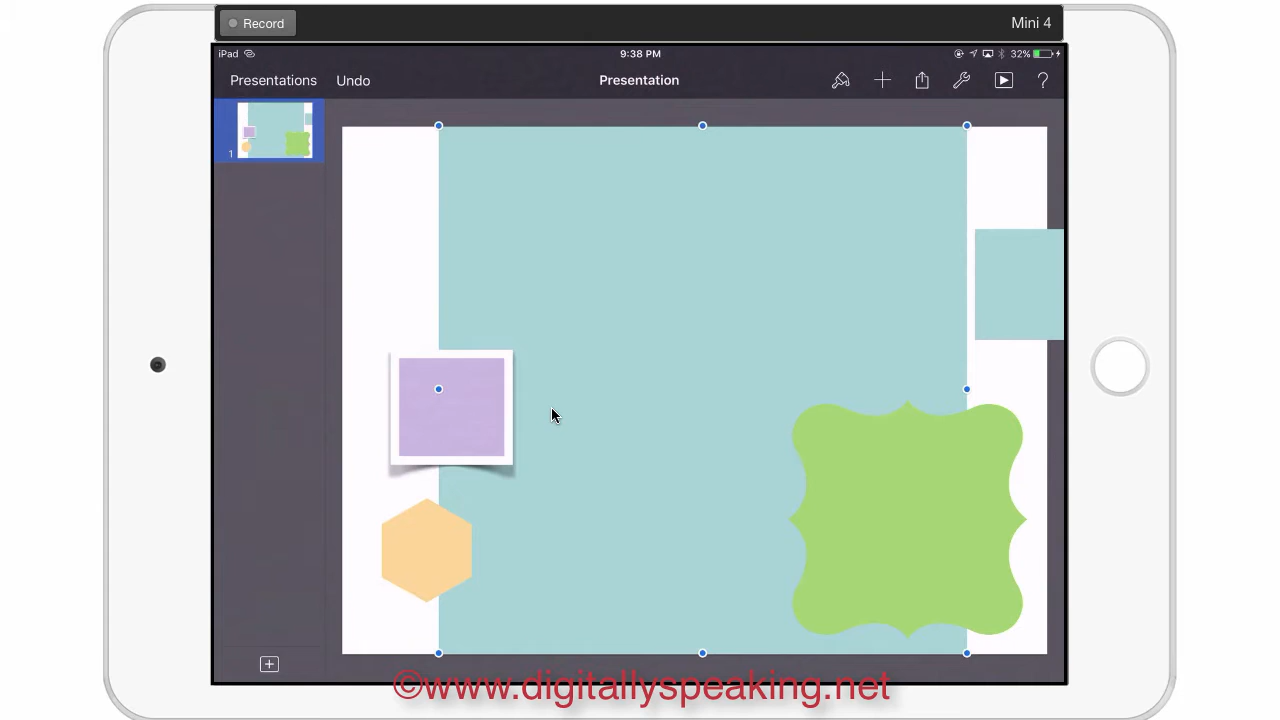 Record
Mini 4
iPad 9:38 PM 32%
Presentations Undo Presentation ?
1
©www.digitallyspeaking.net